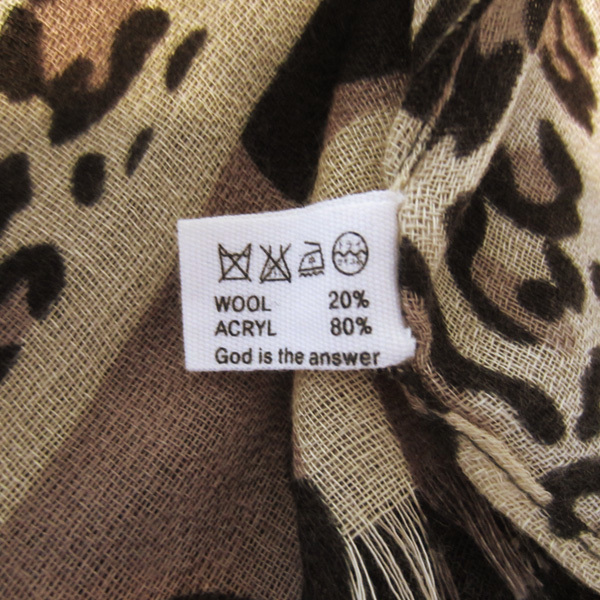 WOOL 20%
ACRYL 80%
God is the answer